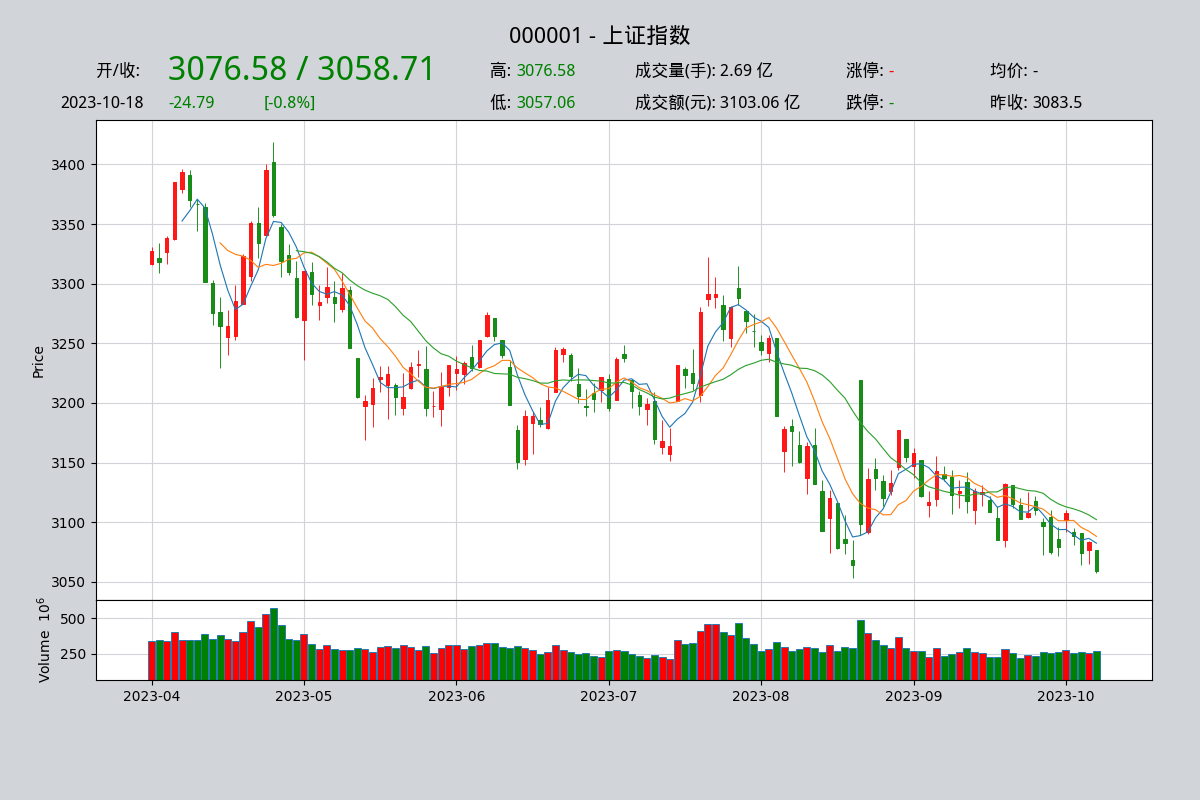 000001 - 上证指数
开/收: 3076.58 / 3058.71 高: 3076.58 成交量(手): 2.69 亿 涨停: - 均价: -
2023-10-18 -24.79 [-0.8%] 低: 3057.06 成交额(元): 3103.06 亿 跌停: - 昨收: 3083.5
Price
3400
3350
3300
3250
3200
3150
3100
3050
Volume 10^6
500
250
2023-04 2023-05 2023-06 2023-07 2023-08 2023-09 2023-10